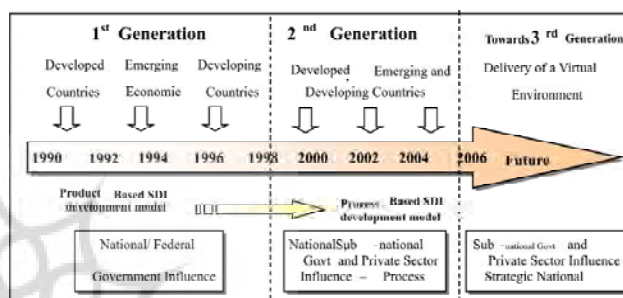 1st Generation
2nd Generation
Towards 3rd Generation
Developed Countries
Emerging Economic
Developing Countries
Developed, Emerging and
Developing Countries
Delivery of a Virtual
Environment
1990 1992 1994 1996 1998 2000 2002 2004 2006 Future
Product Based SDI
development model
Process Based SDI
development model
National/ Federal
Government Influence
NationalSub -national
Govt and Private Sector
Influence – Process
Sub -national Govt and
Private Sector Influence
Strategic National